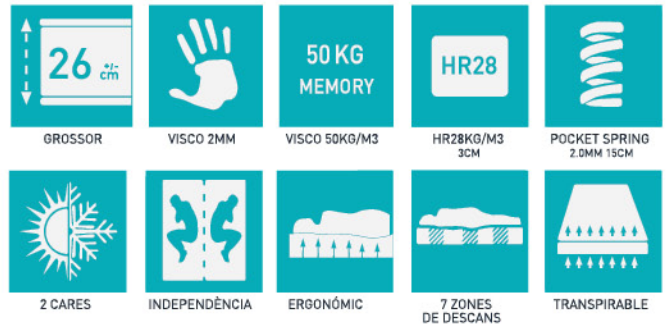 26 +/- cm
50 KG
MEMORY
HR28
GROSSOR
VISCO 2MM
VISCO 50KG/M3
HR28KG/M3
3CM
POCKET SPRING
2.0MM 15CM
2 CARES
INDEPENDÈNCIA
ERGONÓMIC
7 ZONES
DE DESCANS
TRANSPIRABLE